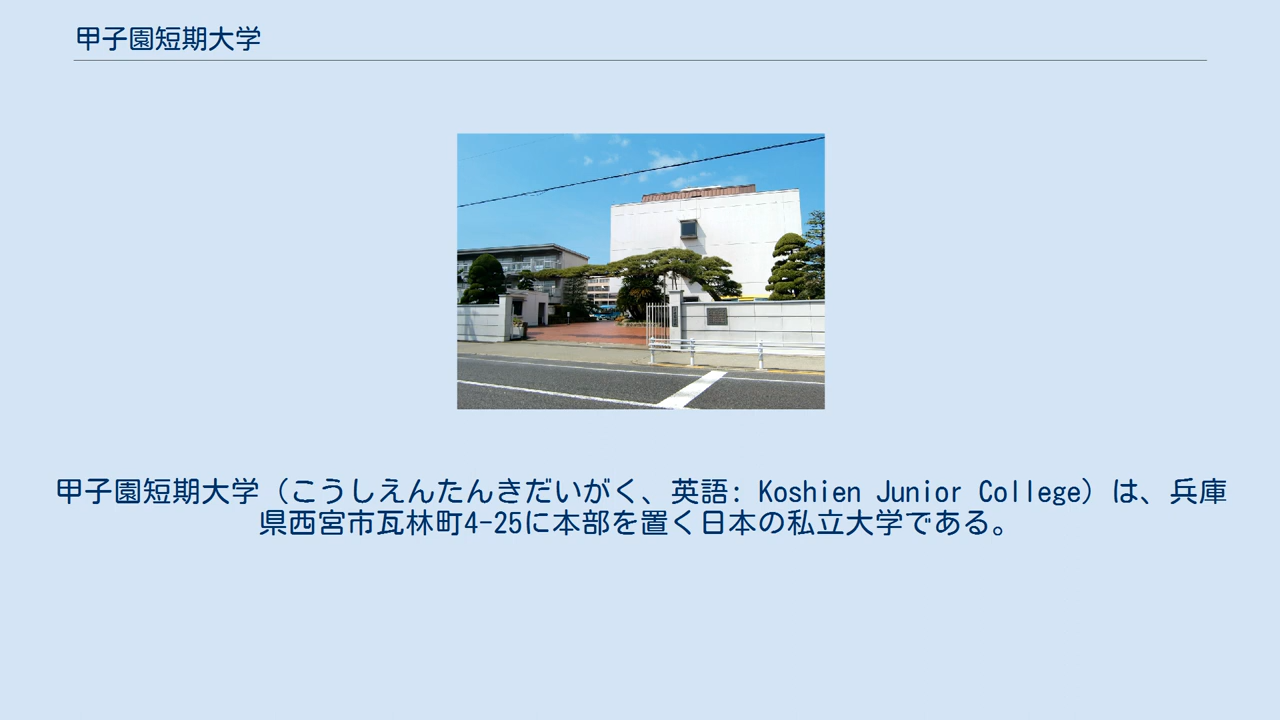 甲子園短期大学
甲子園短期大学（こうしえんたんきだいがく、英語: Koshien Junior College）は、兵庫
県西宮市瓦林町4-25に本部を置く日本の私立大学である。